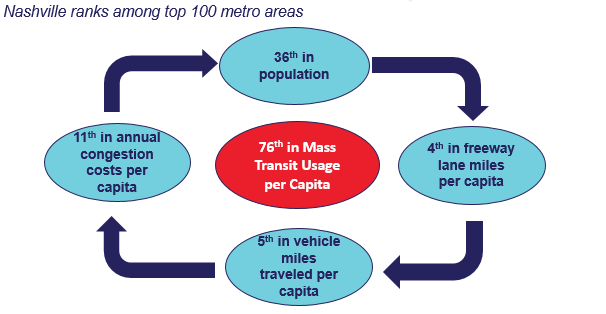 Nashville ranks among top 100 metro areas
36th in
population
11th in annual
congestion
costs per
capita
76th in Mass
Transit Usage
per Capita
4th in freeway
lane miles
per capita
5th in vehicle
miles
traveled per
capita